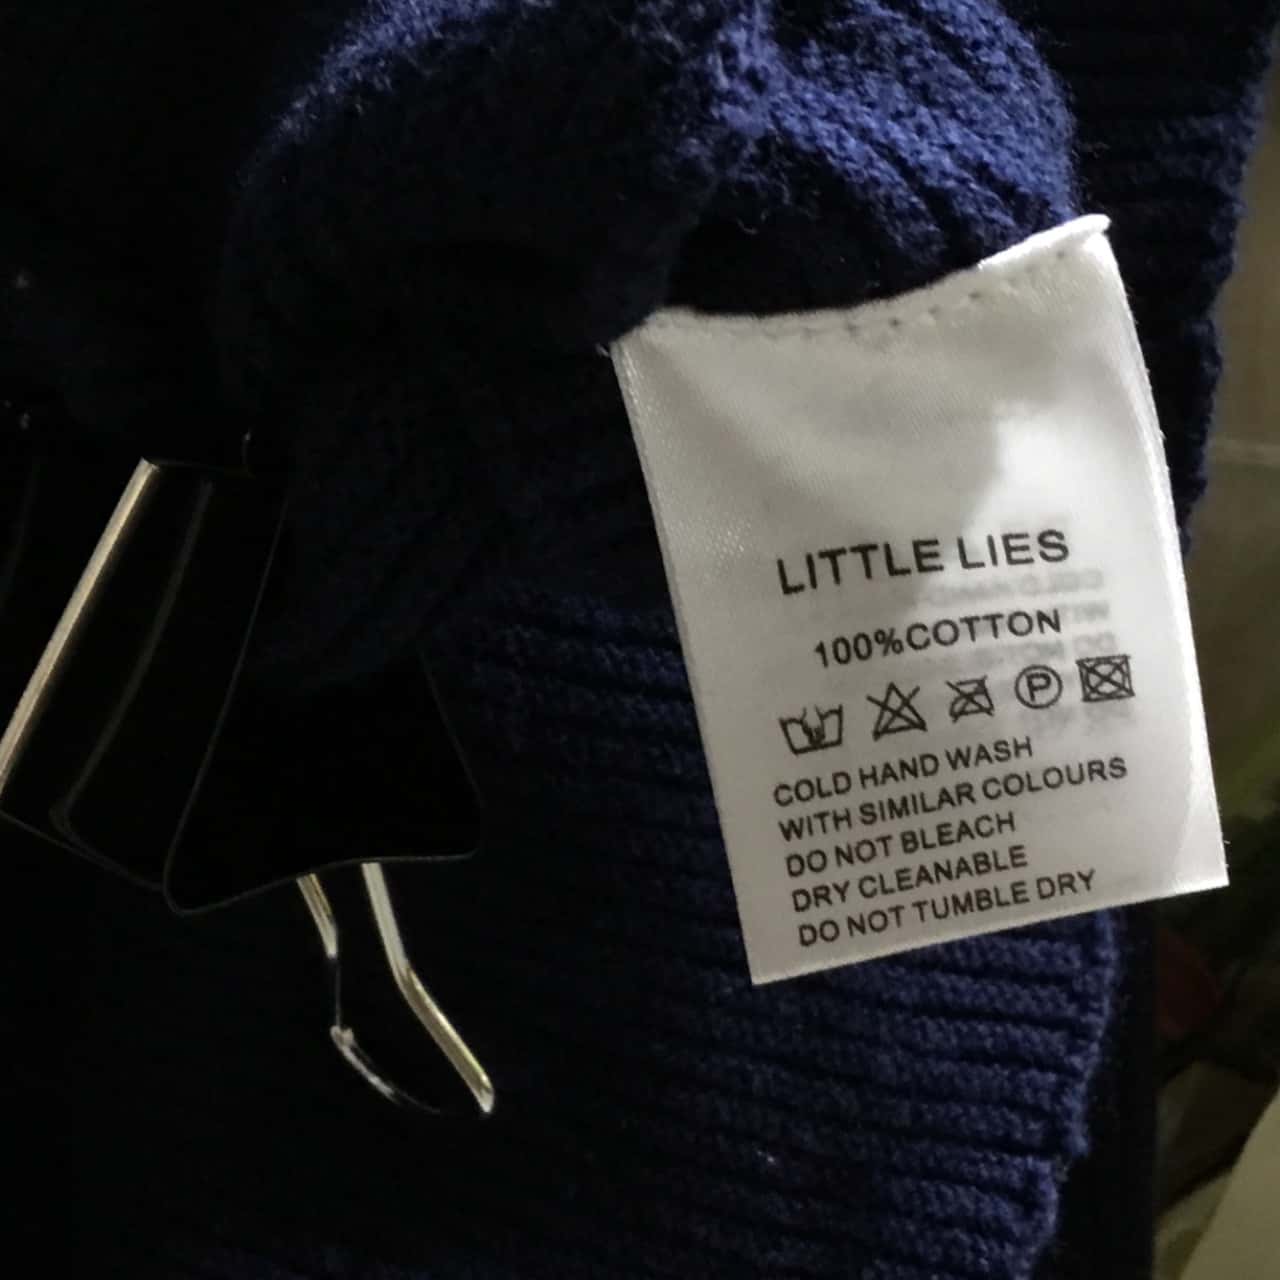 LITTLE LIES
100%COTTON
P
COLD HAND WASH
WITH SIMILAR COLOURS
DO NOT BLEACH
DRY CLEANABLE
DO NOT TUMBLE DRY